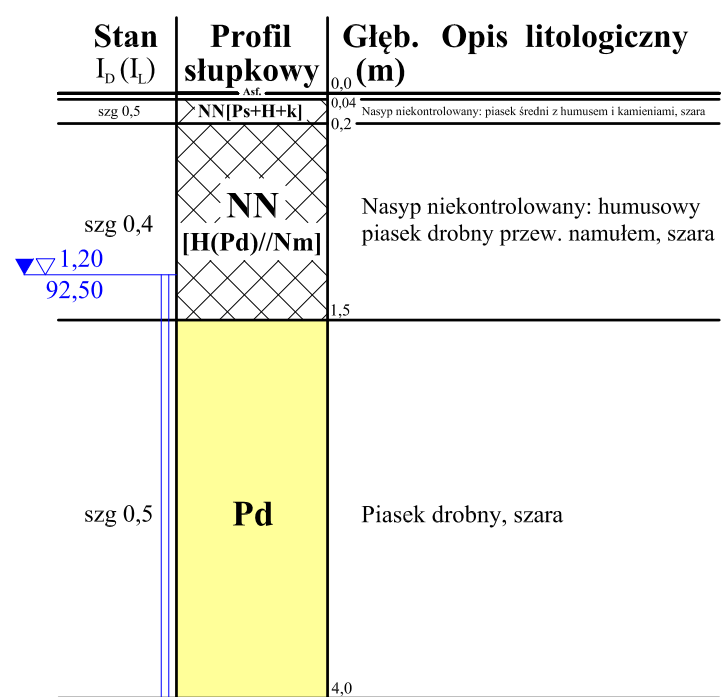 Stan
I_D (I_L)
Profil
słupkowy
Głęb. Opis litologiczny
(m)
0,0
Asf.
0,04
szg 0,5
NN[Ps+H+k]
Nasyp niekontrolowany: piasek średni z humusem i kamieniami, szara
0,2
szg 0,4
NN
[H(Pd)//Nm]
Nasyp niekontrolowany: humusowy
piasek drobny przew. namułem, szara
1,20
92,50
1,5
szg 0,5
Pd
Piasek drobny, szara
4,0